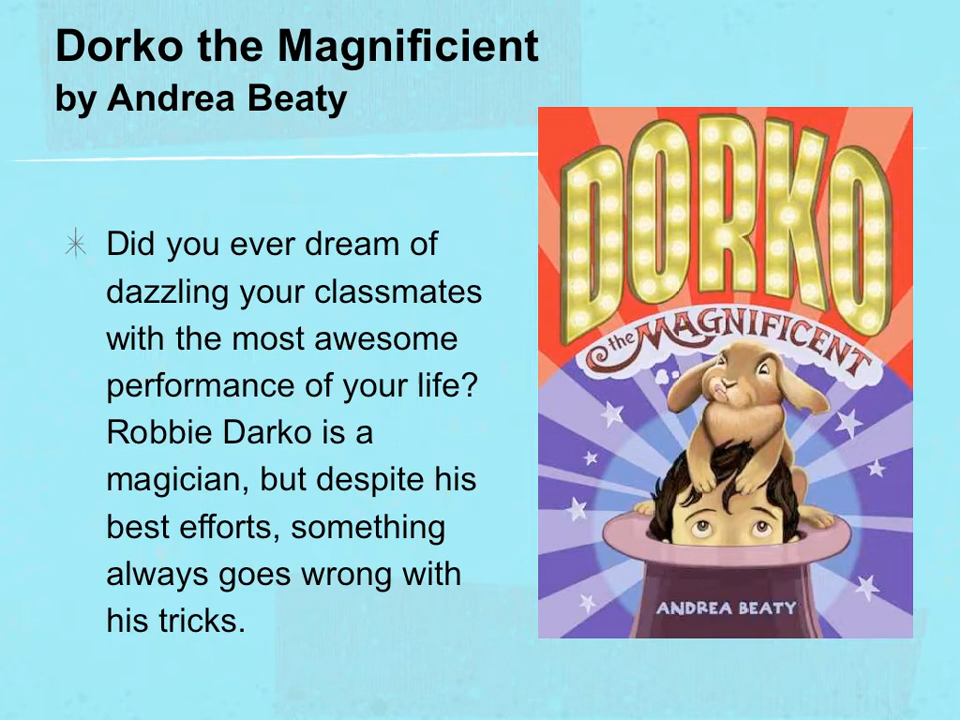 Dorko the Magnificient
by Andrea Beaty
Did you ever dream of
dazzling your classmates
with the most awesome
performance of your life?
Robbie Darko is a
magician, but despite his
best efforts, something
always goes wrong with
his tricks.
DORKO
the MAGNIFICENT
ANDREA BEATY